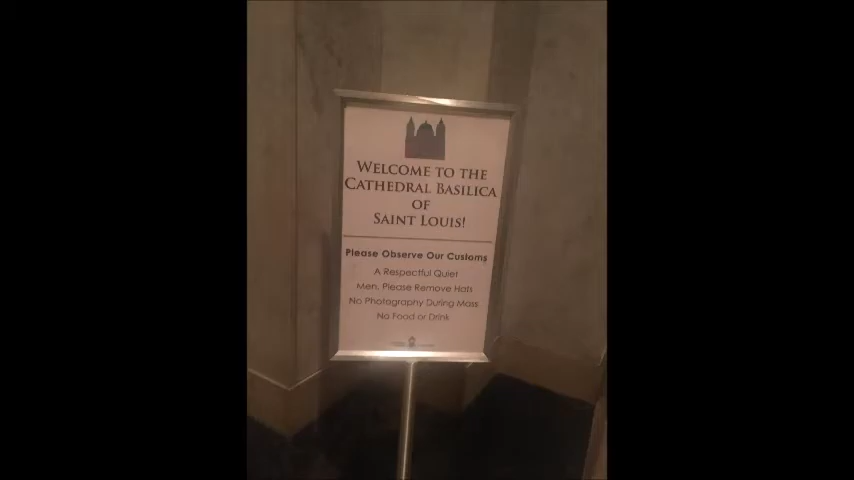 Welcome to the
Cathedral Basilica
of
Saint Louis!
Please Observe Our Customs
A Respectful Quiet
Men, Please Remove Hats
No Photography During Mass
No Food or Drink